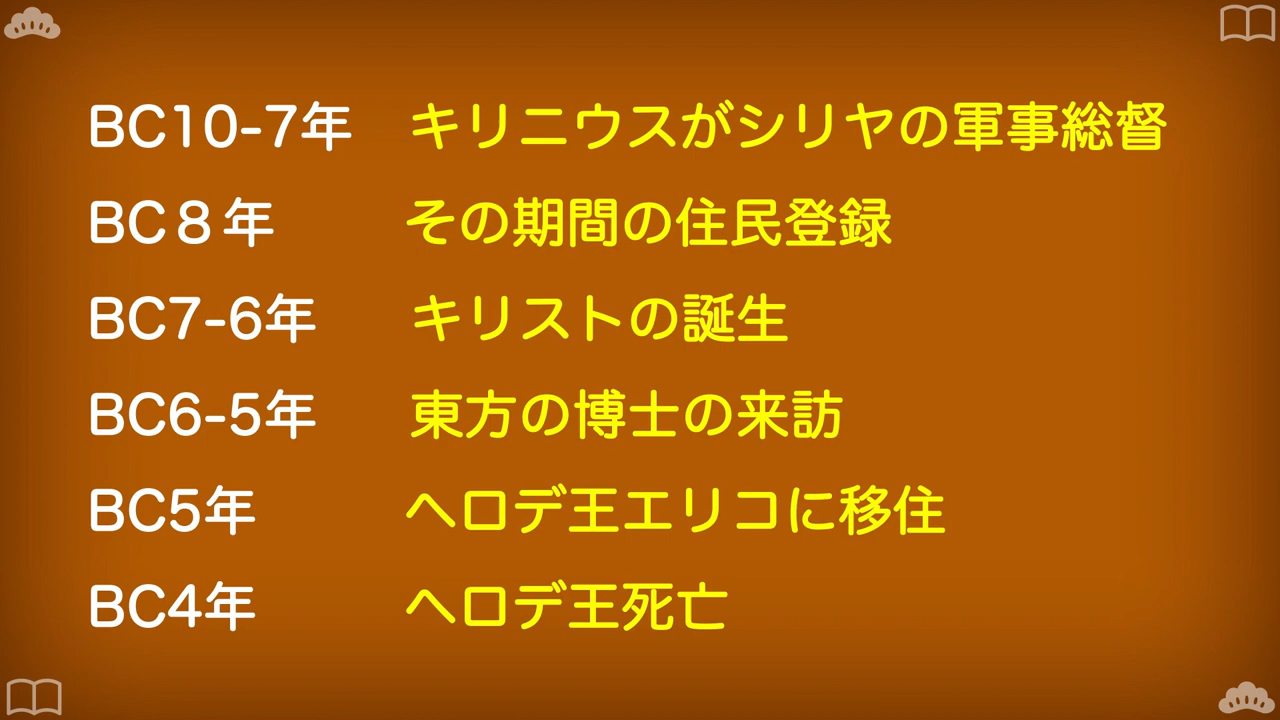 BC10-7年 キリニウスがシリヤの軍事総督
BC８年 その期間の住民登録
BC7-6年 キリストの誕生
BC6-5年 東方の博士の来訪
BC5年 ヘロデ王エリコに移住
BC4年 ヘロデ王死亡